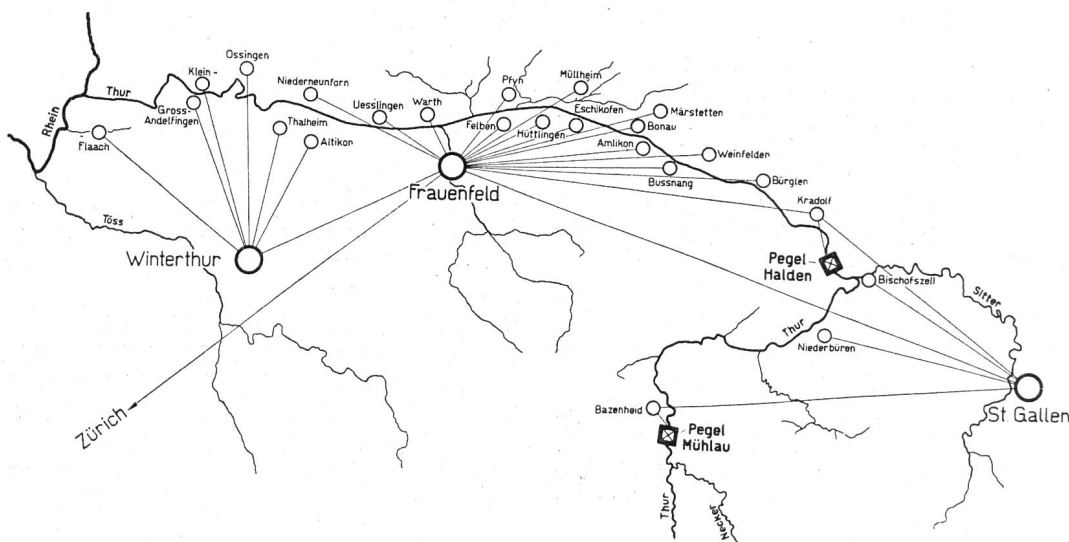 Ossingen
Klein-
Thur
Gross-
Andelfingen
Rhein
Flaach
Niederneunforn
Thalheim
Altikon
Uesslingen
Warth
Pfyn
Müllheim
Felben
Hüttlingen
Eschikofen
Märstetten
Bonau
Amlikon
Weinfelder
Bussnang
Bürglen
Frauenfeld
Kradolf
Töss
Winterthur
Pegel
Halden
Bischofszell
Sitter
Thur
Niederbüren
Zürich
Bazenheid
Pegel
Mühlau
St. Gallen
Thur
Necker